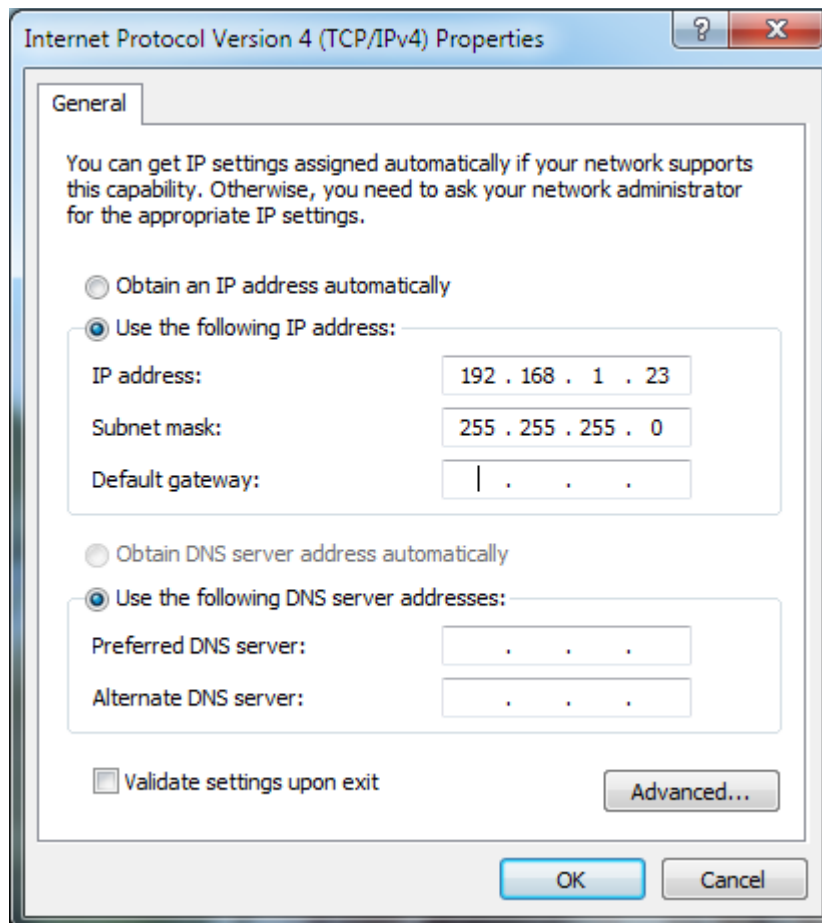 Internet Protocol Version 4 (TCP/IPv4) Properties
General
You can get IP settings assigned automatically if your network supports
this capability. Otherwise, you need to ask your network administrator
for the appropriate IP settings.
Obtain an IP address automatically
Use the following IP address:
IP address: 192 . 168 . 1 . 23
Subnet mask: 255 . 255 . 255 . 0
Default gateway: . . .
Obtain DNS server address automatically
Use the following DNS server addresses:
Preferred DNS server: . . .
Alternate DNS server: . . .
Validate settings upon exit
Advanced...
OK Cancel